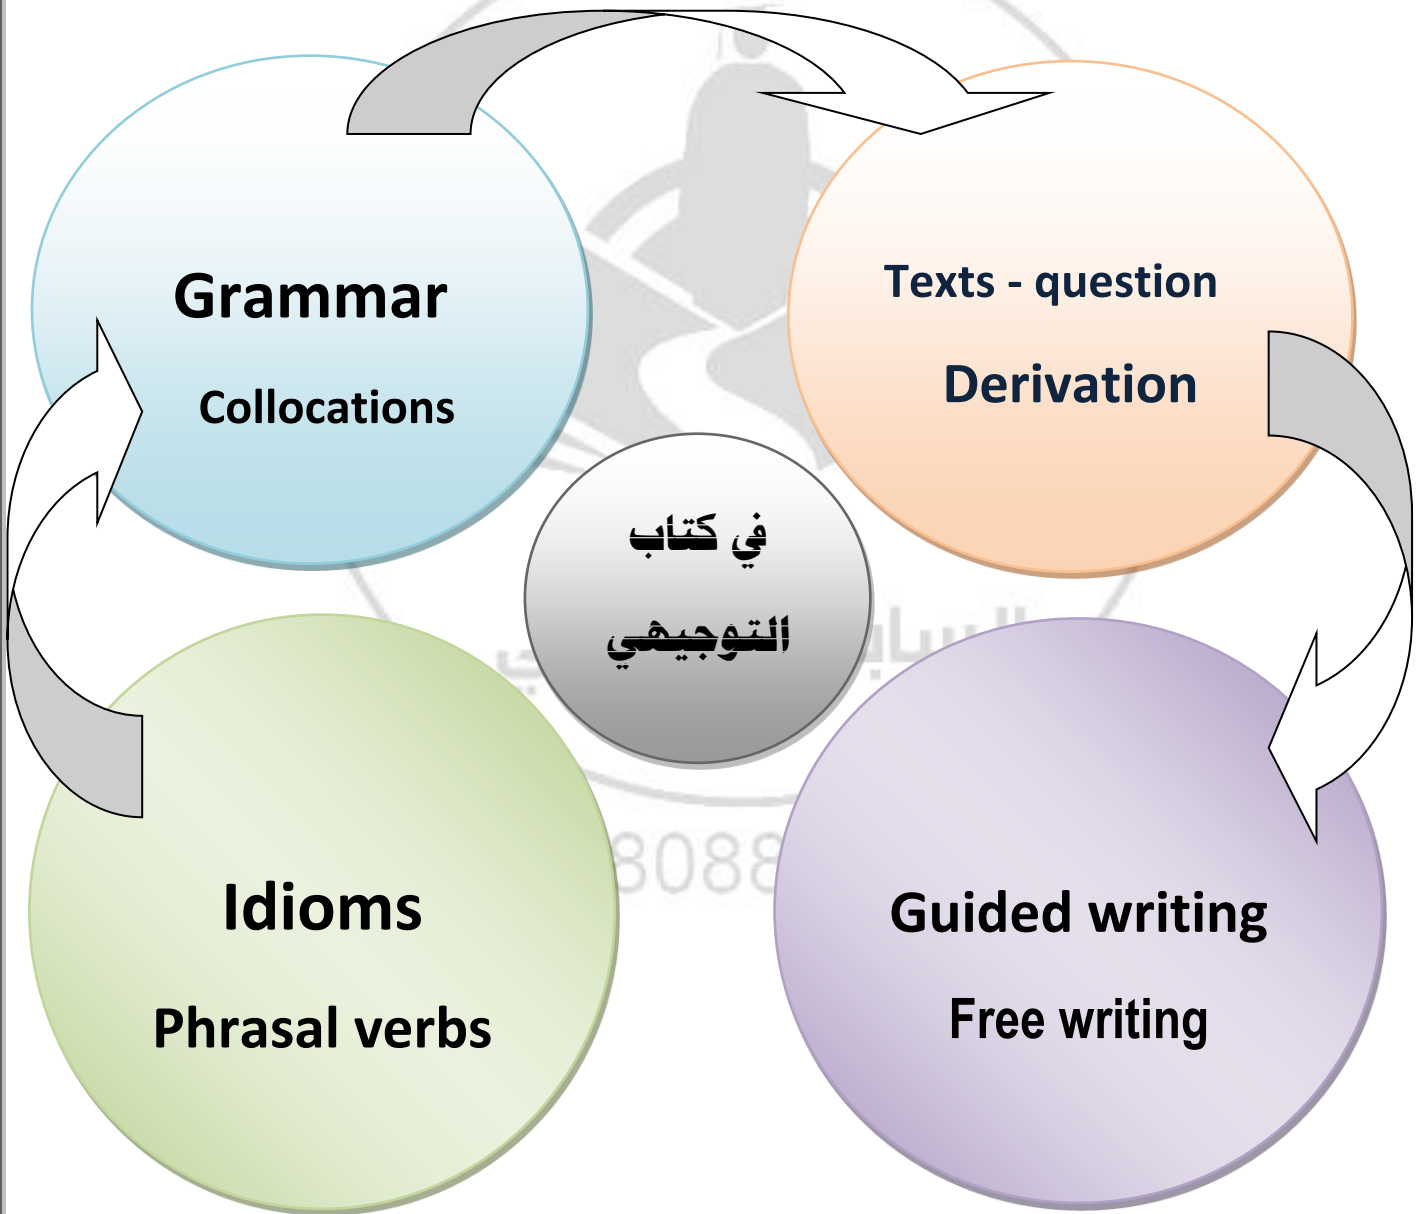 Grammar
Collocations
Texts - question
Derivation
في كتاب
التوجيهي
Idioms
Phrasal verbs
Guided writing
Free writing